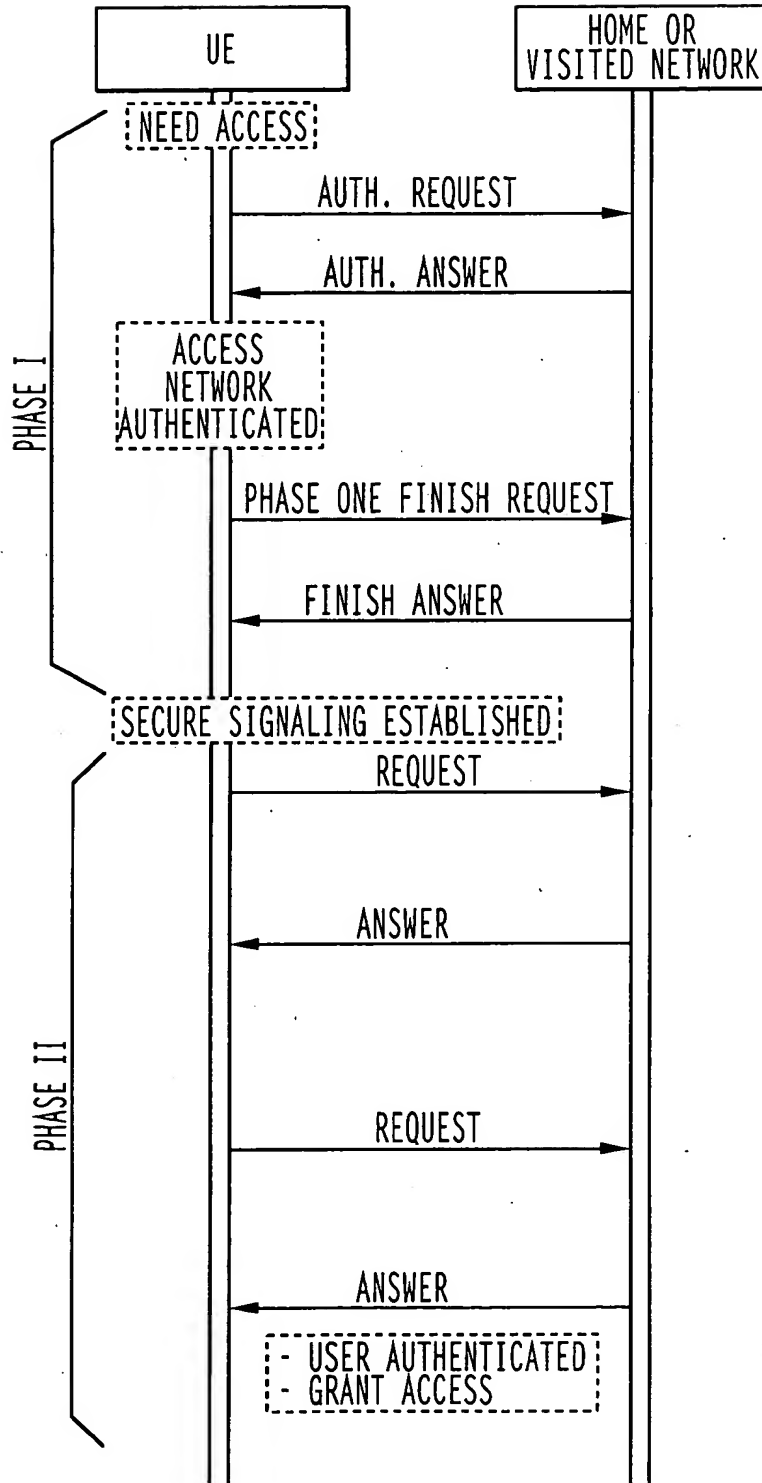 UE
HOME OR
VISITED NETWORK
NEED ACCESS
AUTH. REQUEST
AUTH. ANSWER
PHASE I
ACCESS
NETWORK
AUTHENTICATED
PHASE ONE FINISH REQUEST
FINISH ANSWER
SECURE SIGNALING ESTABLISHED
REQUEST
ANSWER
PHASE II
REQUEST
ANSWER
- USER AUTHENTICATED
- GRANT ACCESS